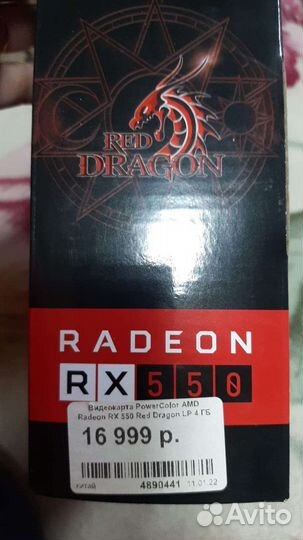 RED
DRAGON
RADEON
RX 550
Видеокарта PowerColor AMD
Radeon RX 550 Red Dragon LP 4 ГБ
16 999 р.
Китай 4890441 11.01.22
Avito